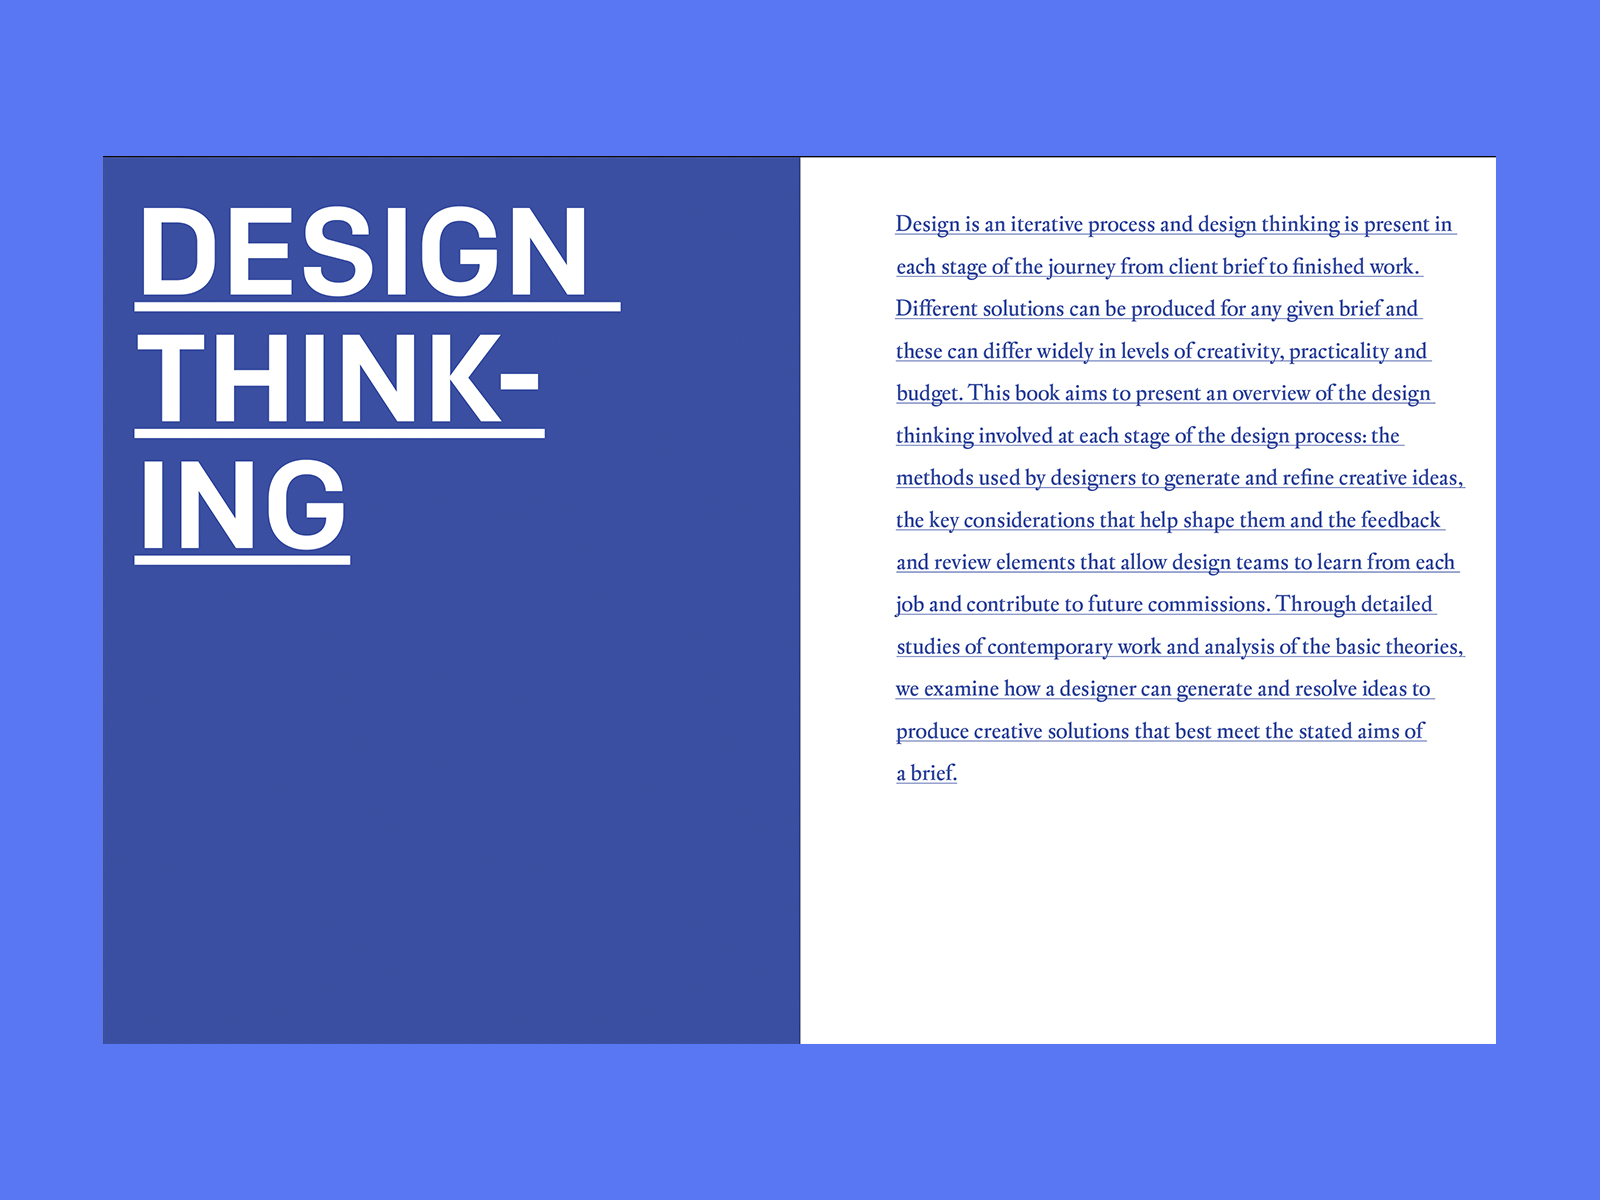 DESIGN
THINK-
ING
Design is an iterative process and design thinking is present in
each stage of the journey from client brief to finished work.
Different solutions can be produced for any given brief and
these can differ widely in levels of creativity, practicality and
budget. This book aims to present an overview of the design
thinking involved at each stage of the design process: the
methods used by designers to generate and refine creative ideas,
the key considerations that help shape them and the feedback
and review elements that allow design teams to learn from each
job and contribute to future commissions. Through detailed
studies of contemporary work and analysis of the basic theories,
we examine how a designer can generate and resolve ideas to
produce creative solutions that best meet the stated aims of
a brief.